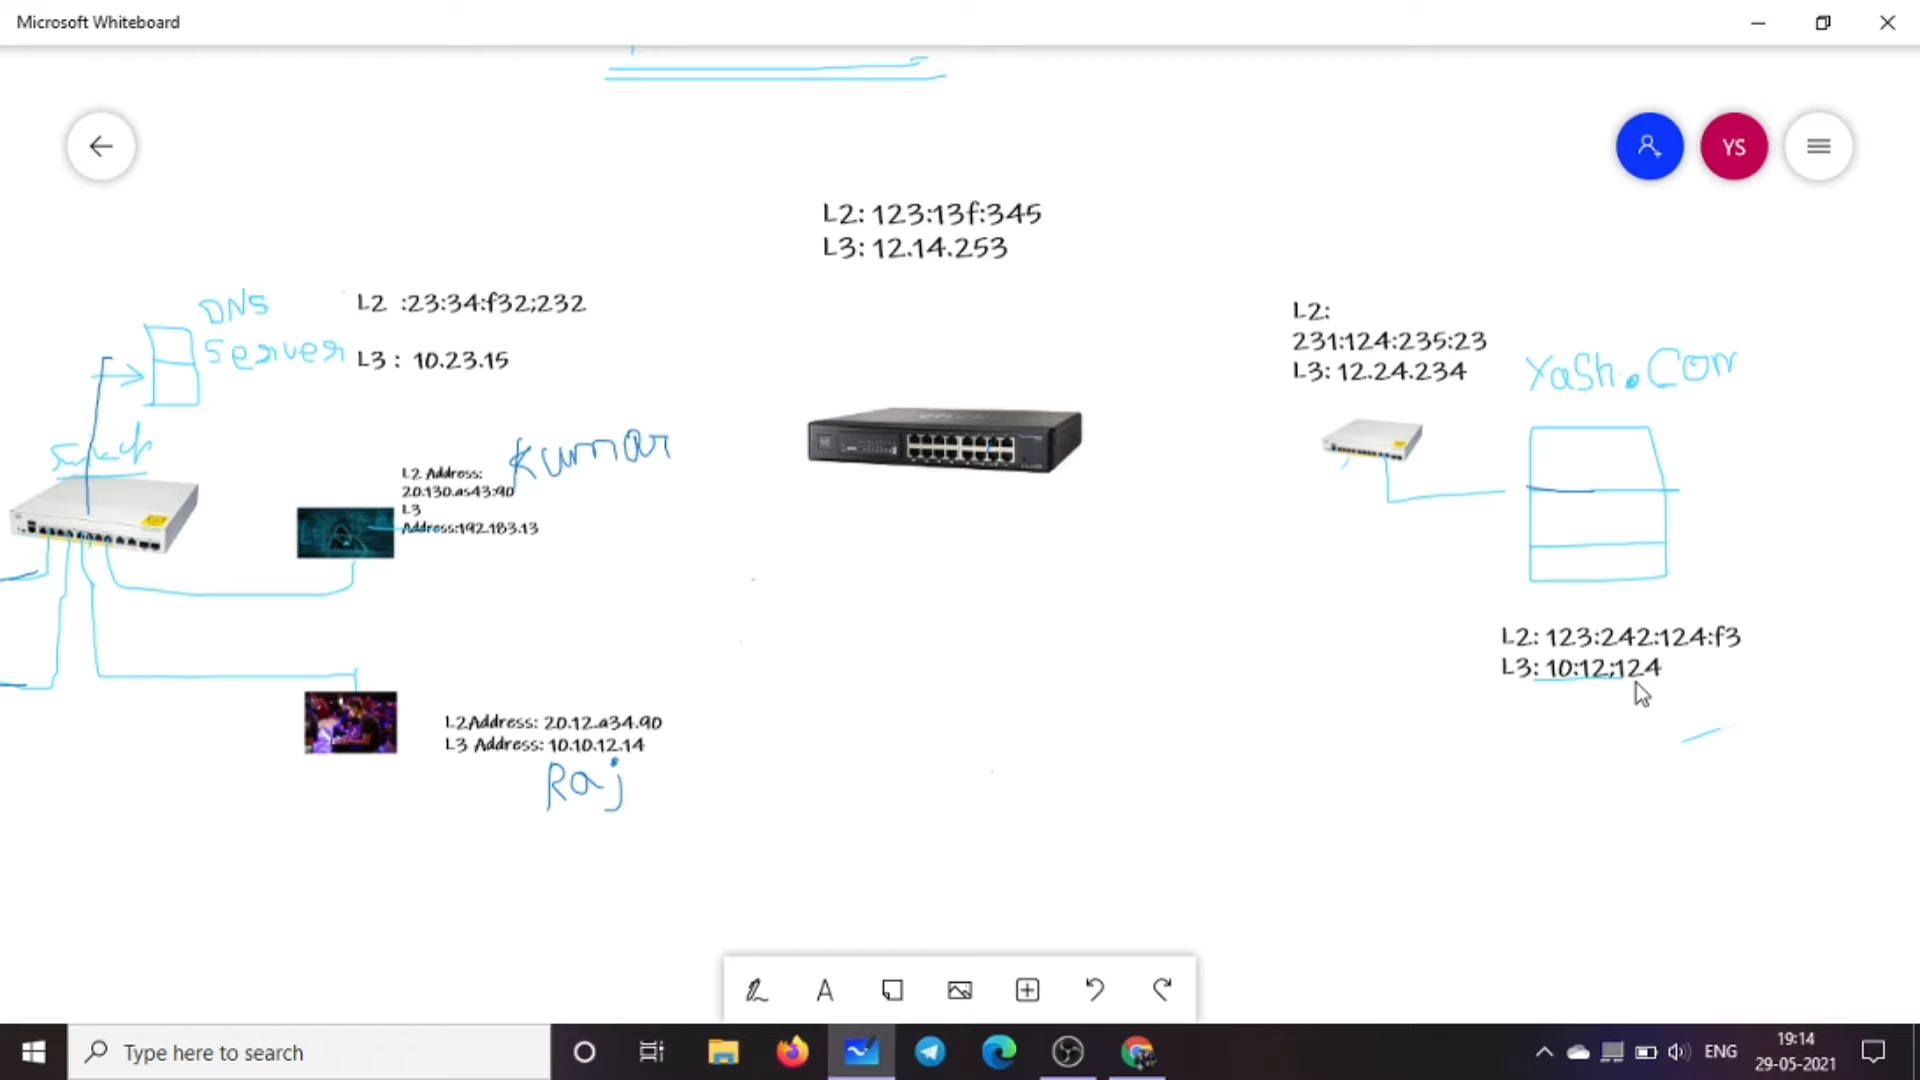 Microsoft Whiteboard
YS
L2: 123:13f:345
L3: 12.14.253
DNS
Server
L2 :23:34:f32;232
L3 : 10.23.15
L2:
231:124:235:23
L3: 12.24.234
Yash.Com
Switch
Kumar
L2 Address:
20.130.as43:90
L3
Address:192.183.13
L2: 123:242:124:f3
L3: 10:12;124
L2Address: 20.12.a34.90
L3 Address: 10.10.12.14
Raj
A
Type here to search
ENG
19:14
29-05-2021